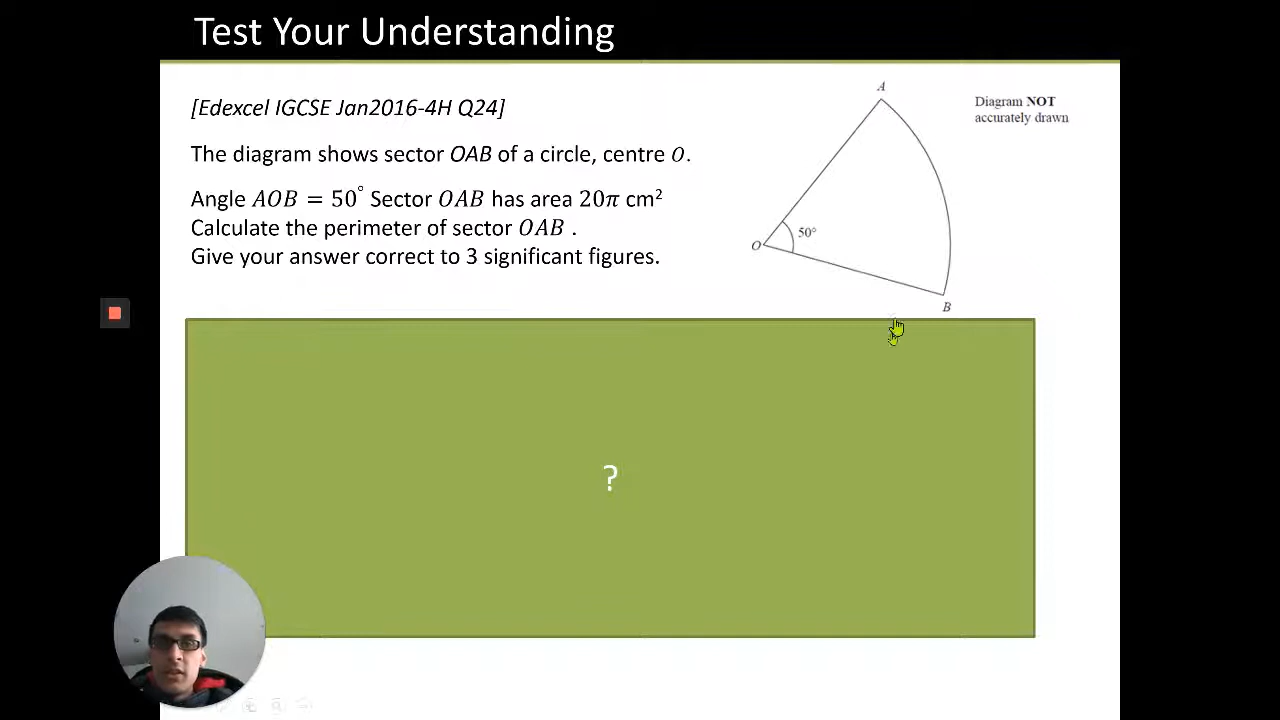 Test Your Understanding
[Edexcel IGCSE Jan2016-4H Q24]
The diagram shows sector OAB of a circle, centre O.
Angle AOB = 50° Sector OAB has area 20π cm²
Calculate the perimeter of sector OAB .
Give your answer correct to 3 significant figures.
A
Diagram NOT
accurately drawn
50°
O
B
?